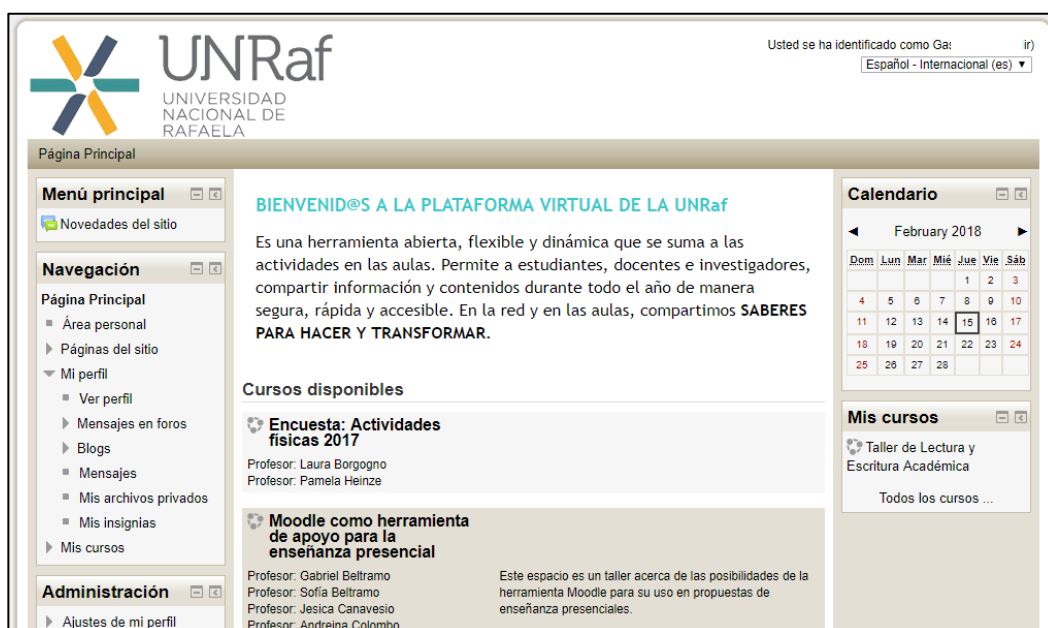 UNRaf
UNIVERSIDAD
NACIONAL DE
RAFAELA
Usted se ha identificado como Gas ir)
Español - Internacional (es)
Página Principal
Menú principal
Novedades del sitio
Navegación
Página Principal
Área personal
Páginas del sitio
Mi perfil
Ver perfil
Mensajes en foros
Blogs
Mensajes
Mis archivos privados
Mis insignias
Mis cursos
Administración
Ajustes de mi perfil
BIENVENID@S A LA PLATAFORMA VIRTUAL DE LA UNRaf
Es una herramienta abierta, flexible y dinámica que se suma a las
actividades en las aulas. Permite a estudiantes, docentes e investigadores,
compartir información y contenidos durante todo el año de manera
segura, rápida y accesible. En la red y en las aulas, compartimos SABERES
PARA HACER Y TRANSFORMAR.
Cursos disponibles
Encuesta: Actividades
físicas 2017
Profesor: Laura Borgogno
Profesor: Pamela Heinze
Moodle como herramienta
de apoyo para la
enseñanza presencial
Profesor: Gabriel Beltramo
Profesor: Sofía Beltramo
Profesor: Jesica Canavesio
Profesor: Andreina Colombo
Este espacio es un taller acerca de las posibilidades de la
herramienta Moodle para su uso en propuestas de
enseñanza presenciales.
Calendario
February 2018
Dom Lun Mar Mié Jue Vie Sáb
1 2 3
4 5 6 7 8 9 10
11 12 13 14 15 16 17
18 19 20 21 22 23 24
25 26 27 28
Mis cursos
Taller de Lectura y
Escritura Académica
Todos los cursos ...